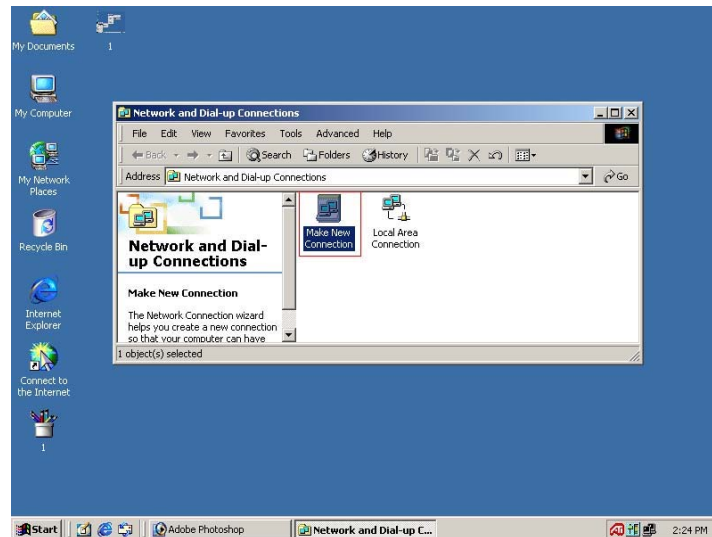 My Documents
1
My Computer
My Network
Places
Recycle Bin
Internet
Explorer
Connect to
the Internet
1
Network and Dial-up Connections
File Edit View Favorites Tools Advanced Help
Back Search Folders History
Address Network and Dial-up Connections Go
Network and Dial-
up Connections
Make New Connection
The Network Connection wizard
helps you create a new connection
so that your computer can have
Make New
Connection
Local Area
Connection
1 object(s) selected
Start Adobe Photoshop Network and Dial-up C... ATI 2:24 PM